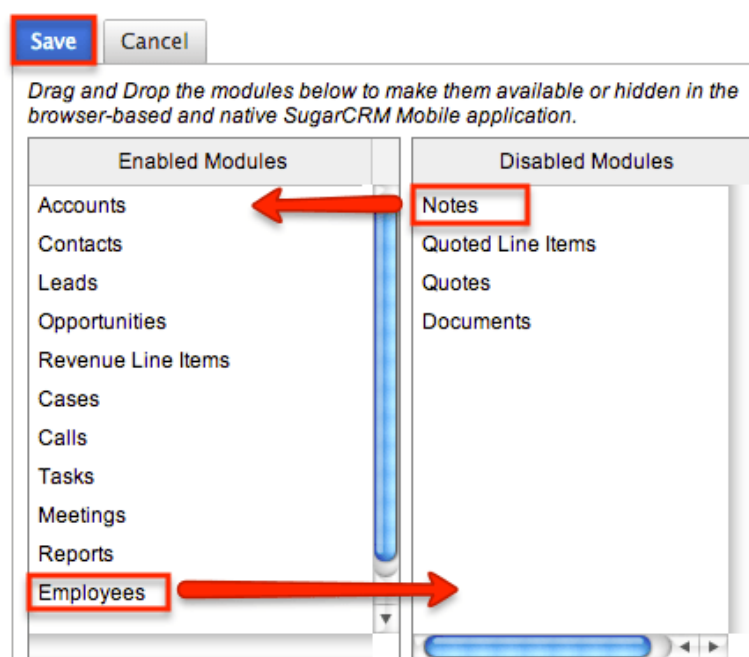 Save Cancel
Drag and Drop the modules below to make them available or hidden in the
browser-based and native SugarCRM Mobile application.
Enabled Modules Disabled Modules
Accounts Notes
Contacts Quoted Line Items
Leads Quotes
Opportunities Documents
Revenue Line Items
Cases
Calls
Tasks
Meetings
Reports
Employees